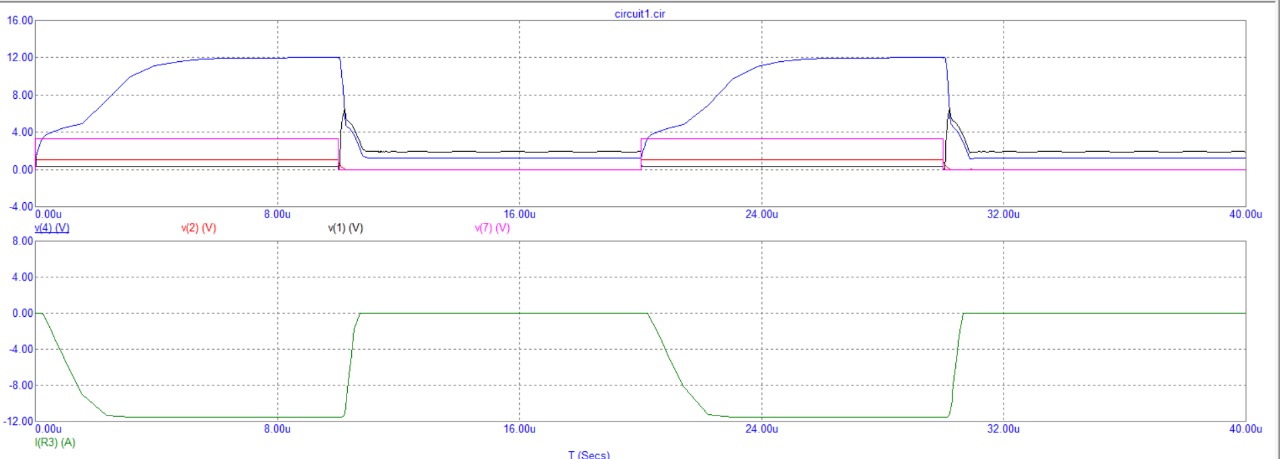 circuit1.cir
16.00
12.00
8.00
4.00
0.00
-4.00
0.00u 8.00u 16.00u 24.00u 32.00u 40.00u
v(4) (V) v(2) (V) v(1) (V) v(7) (V)
8.00
4.00
0.00
-4.00
-8.00
-12.00
0.00u 8.00u 16.00u 24.00u 32.00u 40.00u
I(R3) (A)
T (Secs)